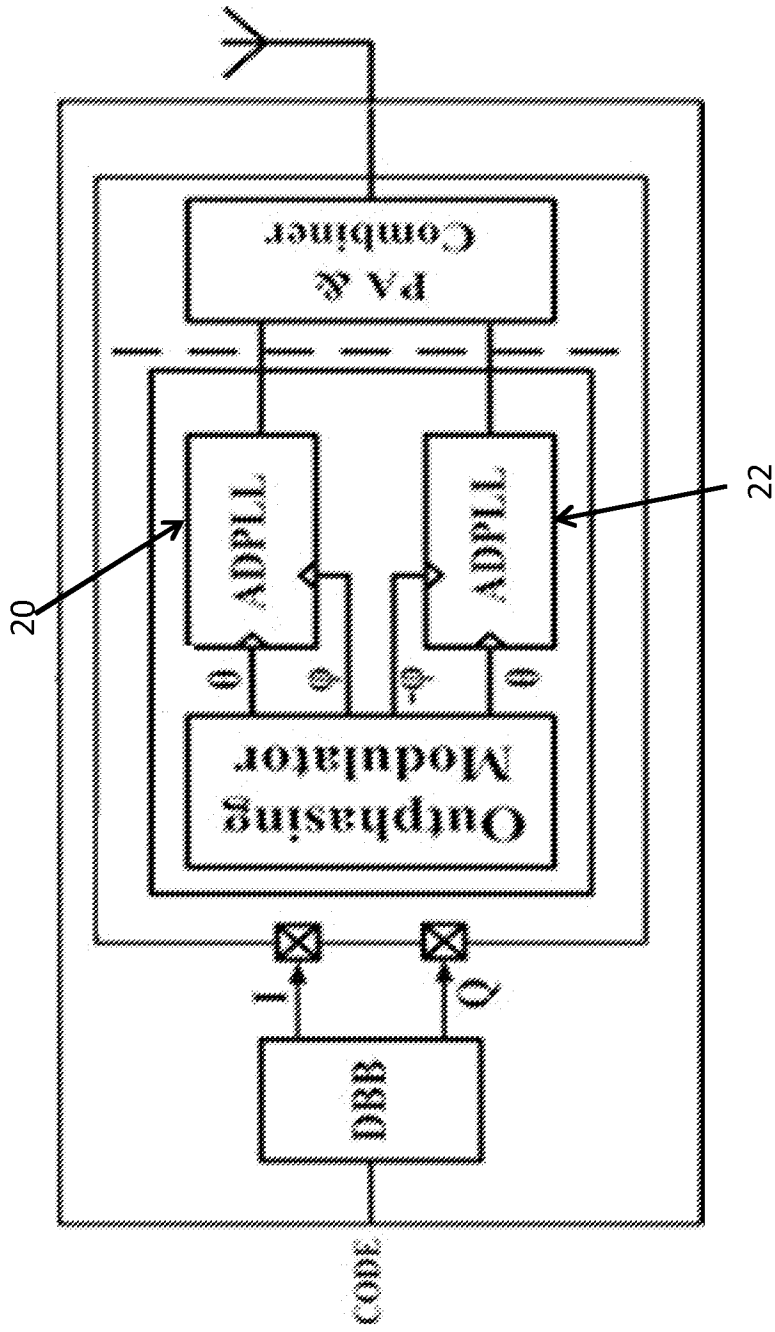 CODE
DBB
I
Q
Outphasing
Modulator
θ
φ
-φ
θ
ADPLL
ADPLL
PA &
Combiner
20
22